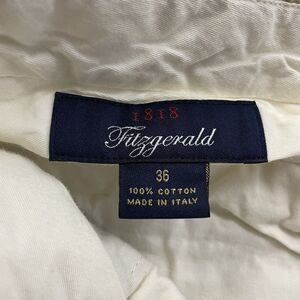 1818
Fitzgerald
36
100% COTTON
MADE IN ITALY